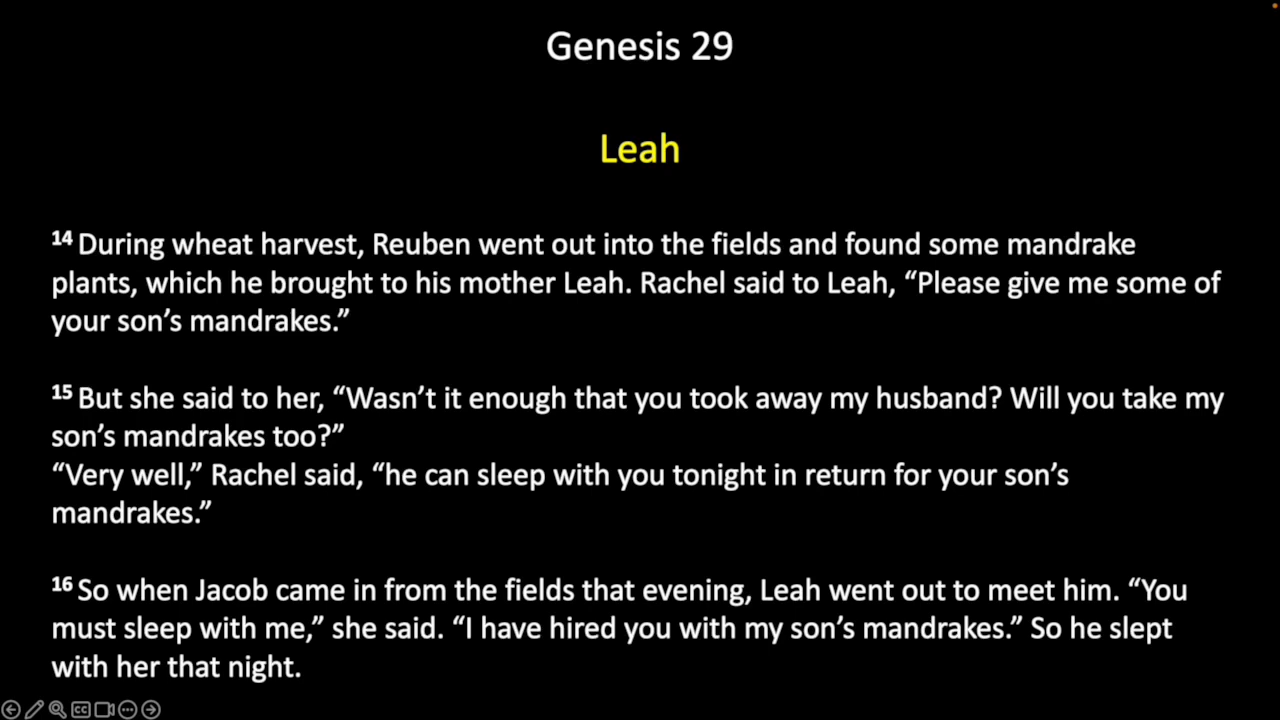 Genesis 29
Leah
14 During wheat harvest, Reuben went out into the fields and found some mandrake
plants, which he brought to his mother Leah. Rachel said to Leah, “Please give me some of
your son’s mandrakes.”
15 But she said to her, “Wasn’t it enough that you took away my husband? Will you take my
son’s mandrakes too?”
“Very well,” Rachel said, “he can sleep with you tonight in return for your son’s
mandrakes.”
16 So when Jacob came in from the fields that evening, Leah went out to meet him. “You
must sleep with me,” she said. “I have hired you with my son’s mandrakes.” So he slept
with her that night.
CC